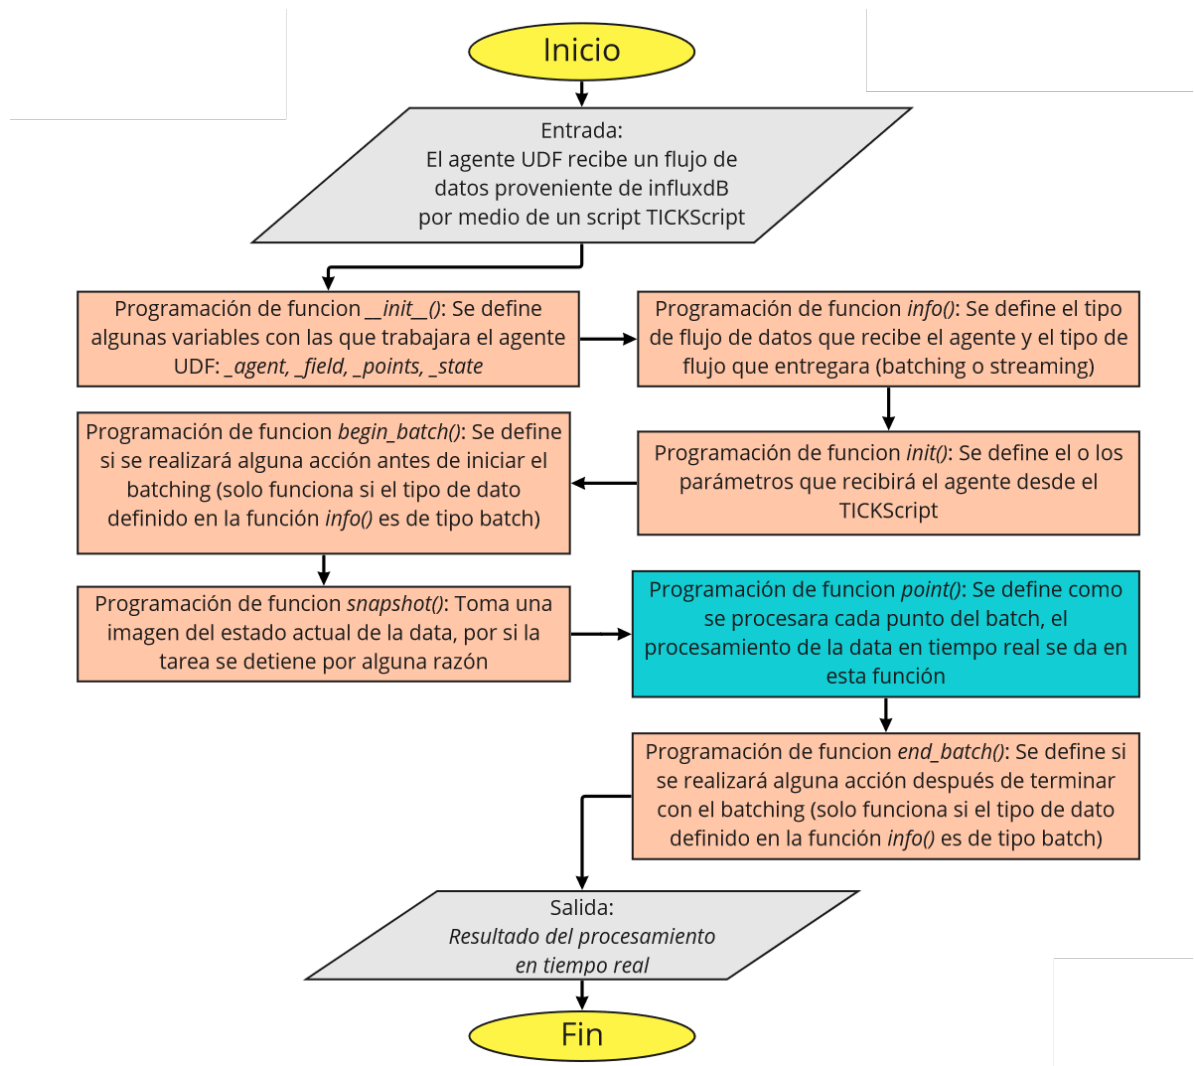 Inicio
Entrada:
El agente UDF recibe un flujo de
datos proveniente de influxdB
por medio de un script TICKScript
Programación de funcion __init__(): Se define
algunas variables con las que trabajara el agente
UDF: _agent, _field, _points, _state
Programación de funcion info(): Se define el tipo
de flujo de datos que recibe el agente y el tipo de
flujo que entregara (batching o streaming)
Programación de funcion init(): Se define el o los
parámetros que recibirá el agente desde el
TICKScript
Programación de funcion begin_batch(): Se define
si se realizará alguna acción antes de iniciar el
batching (solo funciona si el tipo de dato
definido en la función info() es de tipo batch)
Programación de funcion snapshot(): Toma una
imagen del estado actual de la data, por si la
tarea se detiene por alguna razón
Programación de funcion point(): Se define como
se procesara cada punto del batch, el
procesamiento de la data en tiempo real se da en
esta función
Programación de funcion end_batch(): Se define si
se realizará alguna acción después de terminar
con el batching (solo funciona si el tipo de dato
definido en la función info() es de tipo batch)
Salida:
Resultado del procesamiento
en tiempo real
Fin